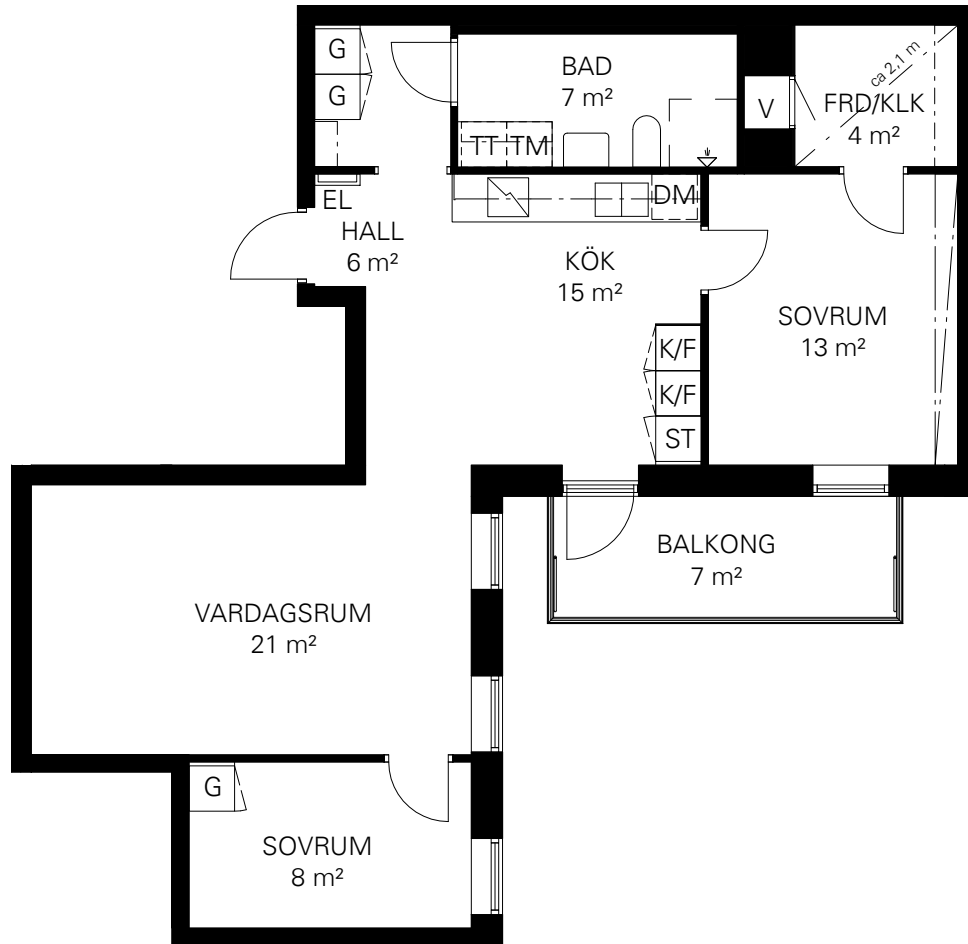 G
G
BAD
7 m²
TT
TM
V
ca 2,1 m
FRD/KLK
4 m²
EL
HALL
6 m²
DM
KÖK
15 m²
SOVRUM
13 m²
K/F
K/F
ST
BALKONG
7 m²
VARDAGSRUM
21 m²
G
SOVRUM
8 m²